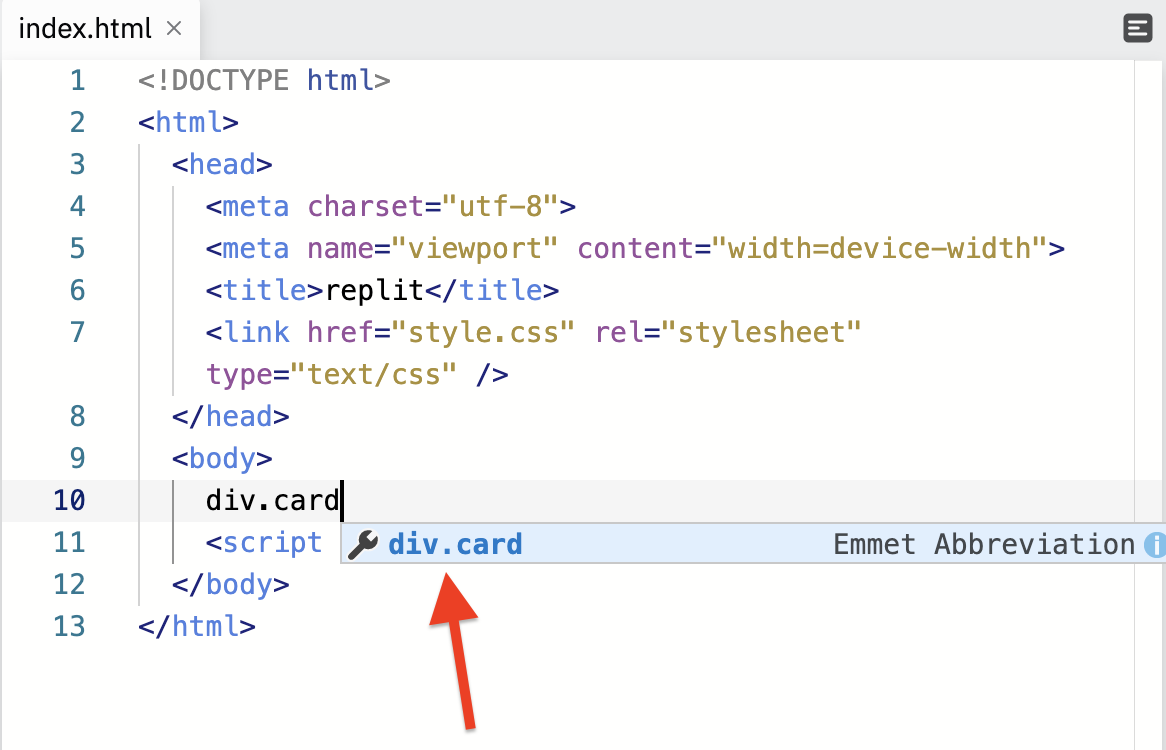 index.html ×
1 <!DOCTYPE html>
2 <html>
3 <head>
4 <meta charset="utf-8">
5 <meta name="viewport" content="width=device-width">
6 <title>replit</title>
7 <link href="style.css" rel="stylesheet"
type="text/css" />
8 </head>
9 <body>
10 div.card
11 <script
div.card Emmet Abbreviation i
12 </body>
13 </html>